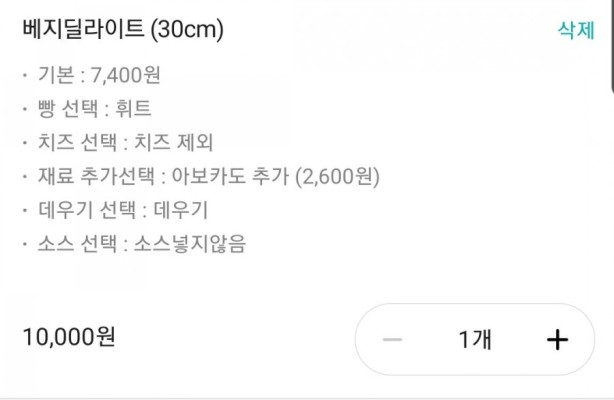 베지딜라이트 (30cm) 삭제
· 기본 : 7,400원
· 빵 선택 : 휘트
· 치즈 선택 : 치즈 제외
· 재료 추가선택 : 아보카도 추가 (2,600원)
· 데우기 선택 : 데우기
· 소스 선택 : 소스넣지않음
10,000원 − 1개 +